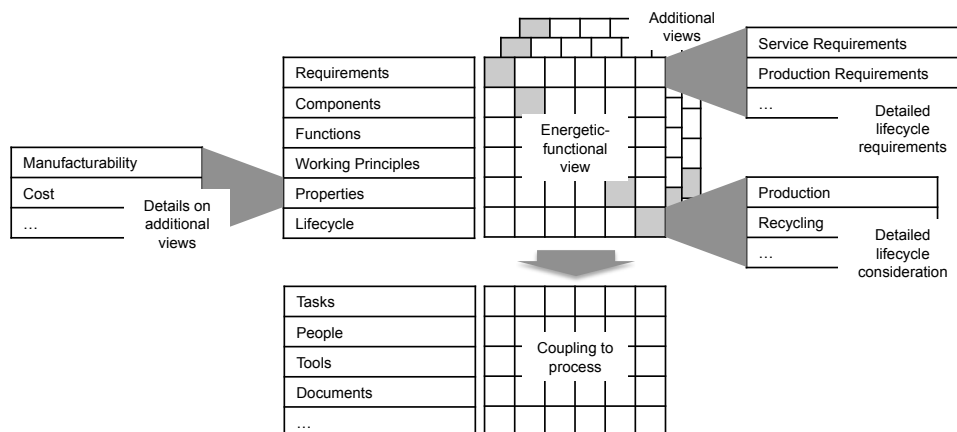 Additional
views
Service Requirements
Production Requirements
…
Detailed
lifecycle
requirements
Requirements
Components
Functions
Working Principles
Properties
Lifecycle
Energetic-
functional
view
Manufacturability
Cost
…
Details on
additional
views
Production
Recycling
…
Detailed
lifecycle
consideration
Tasks
People
Tools
Documents
…
Coupling to
process